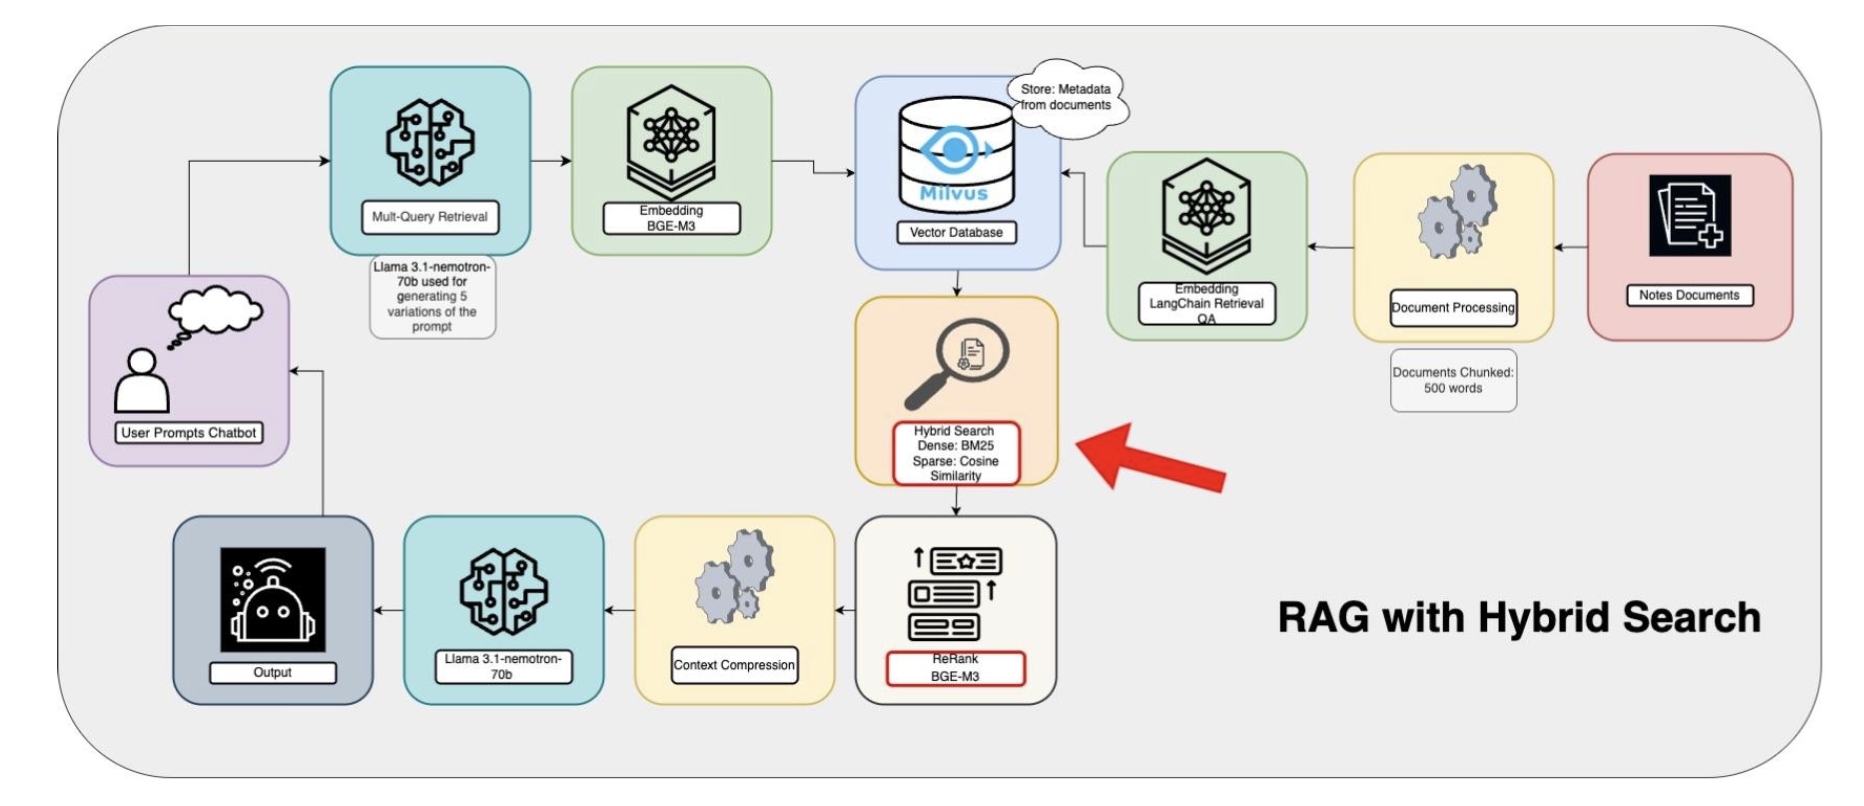 Store: Metadata
from documents
Milvus
Vector Database
Mult-Query Retrieval
Llama 3.1-nemotron-
70b used for
generating 5
variations of the
prompt
Embedding
BGE-M3
Embedding
LangChain Retrieval
QA
Document Processing
Documents Chunked:
500 words
Notes Documents
User Prompts Chatbot
Hybrid Search
Dense: BM25
Sparse: Cosine
Similarity
ReRank
BGE-M3
Context Compression
Llama 3.1-nemotron-
70b
Output
RAG with Hybrid Search